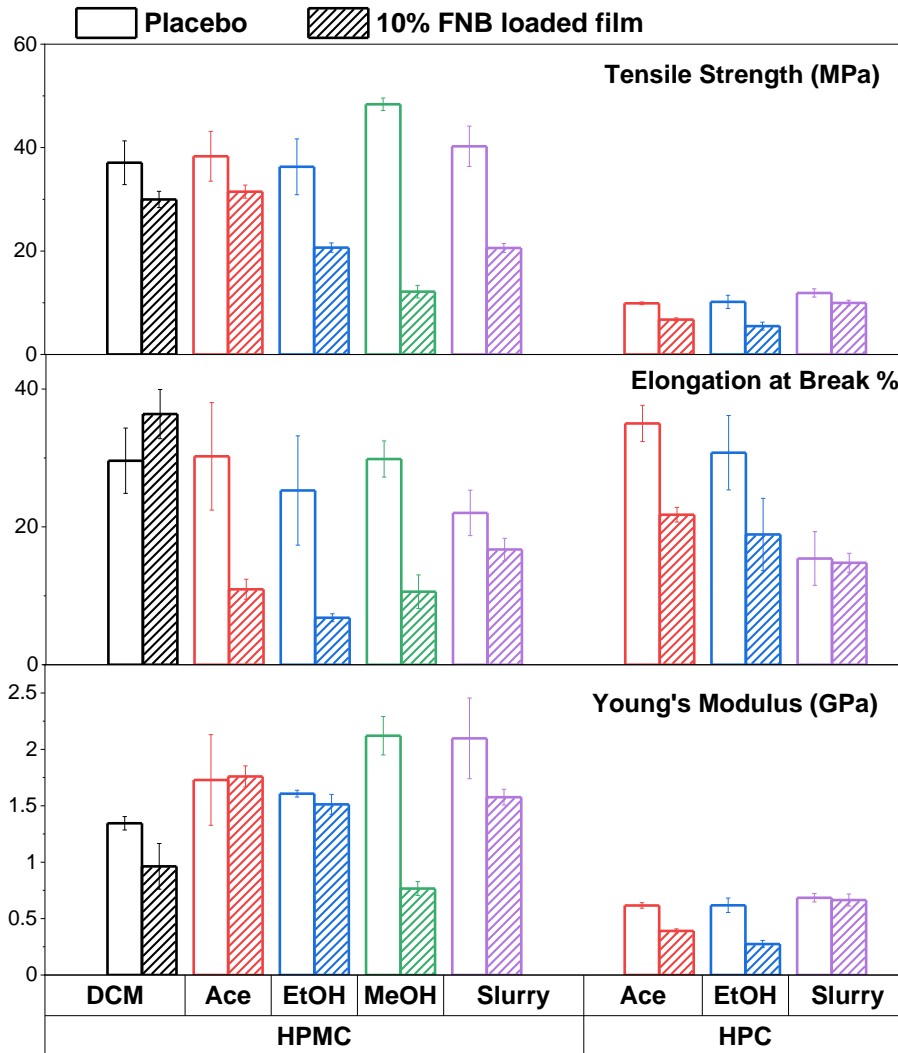 Placebo 10% FNB loaded film
Tensile Strength (MPa)
60
40
20
0
Elongation at Break %
40
20
0
Young's Modulus (GPa)
2.5
2
1.5
1
0.5
0
DCM Ace EtOH MeOH Slurry Ace EtOH Slurry
HPMC HPC